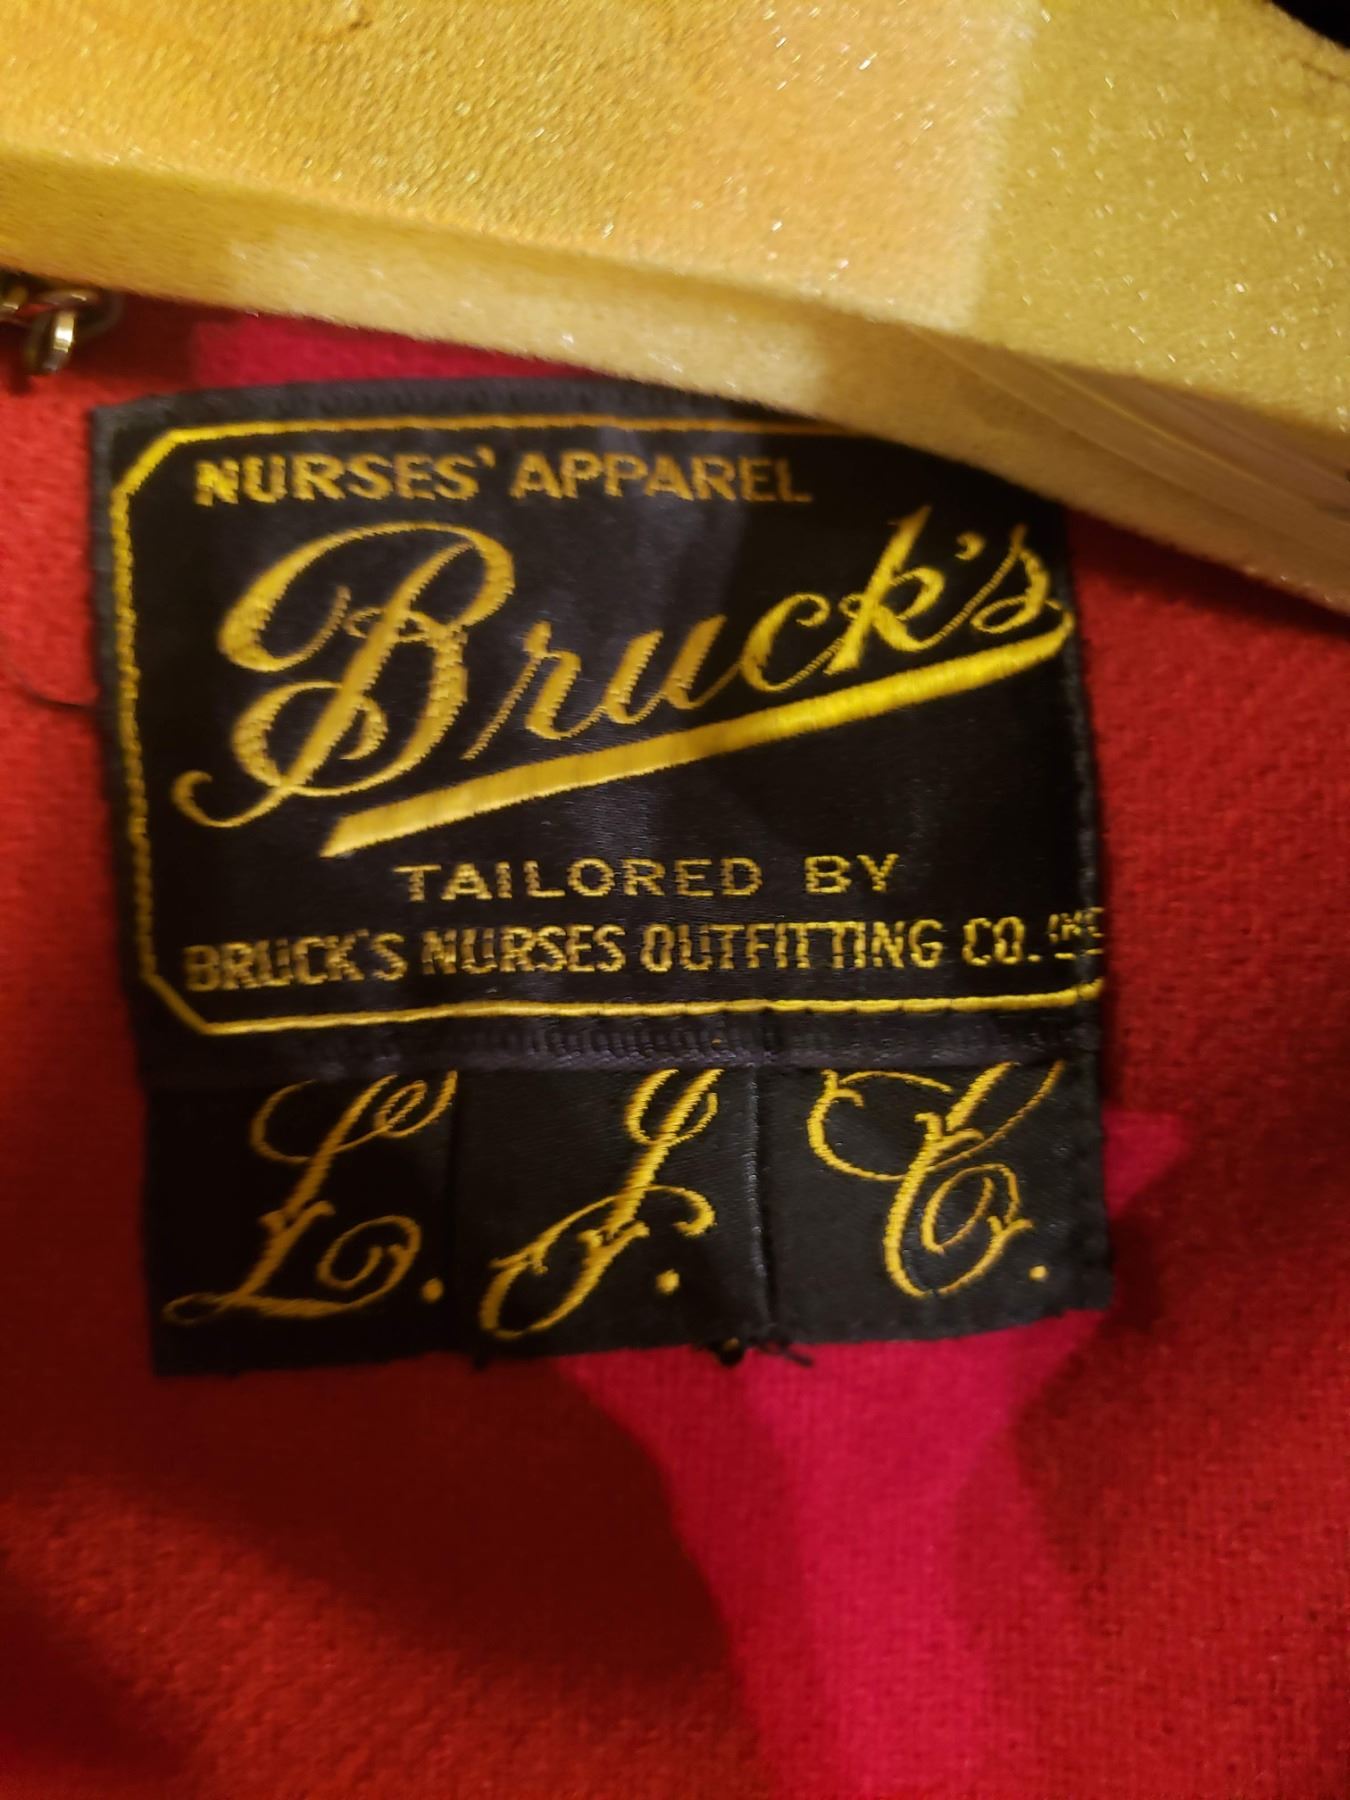 NURSES' APPAREL
Bruck's
TAILORED BY
BRUCK'S NURSES OUTFITTING CO. INC
L. J. C.